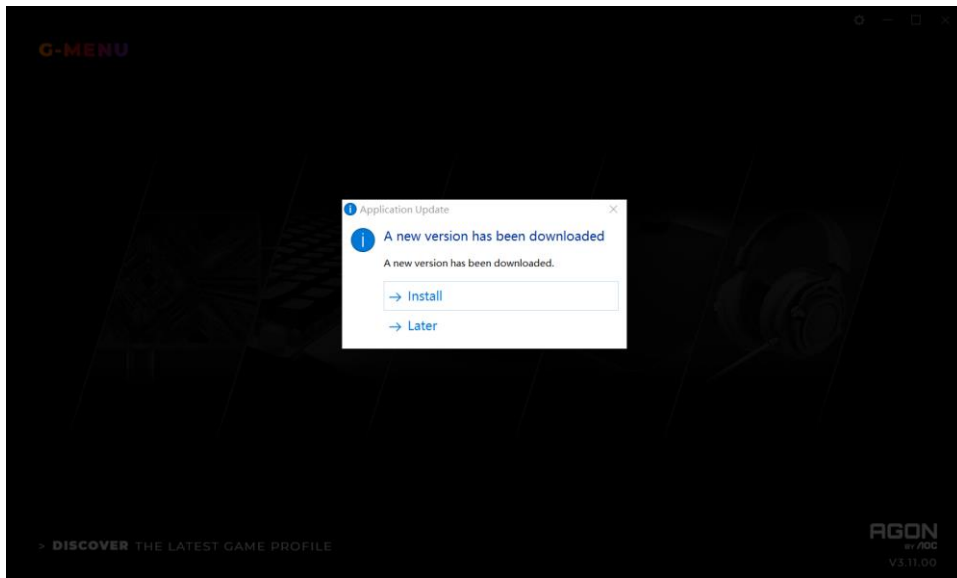 G-MENU
Application Update
A new version has been downloaded
A new version has been downloaded.
→ Install
→ Later
> DISCOVER THE LATEST GAME PROFILE
AGON
BY AOC
V3.11.00